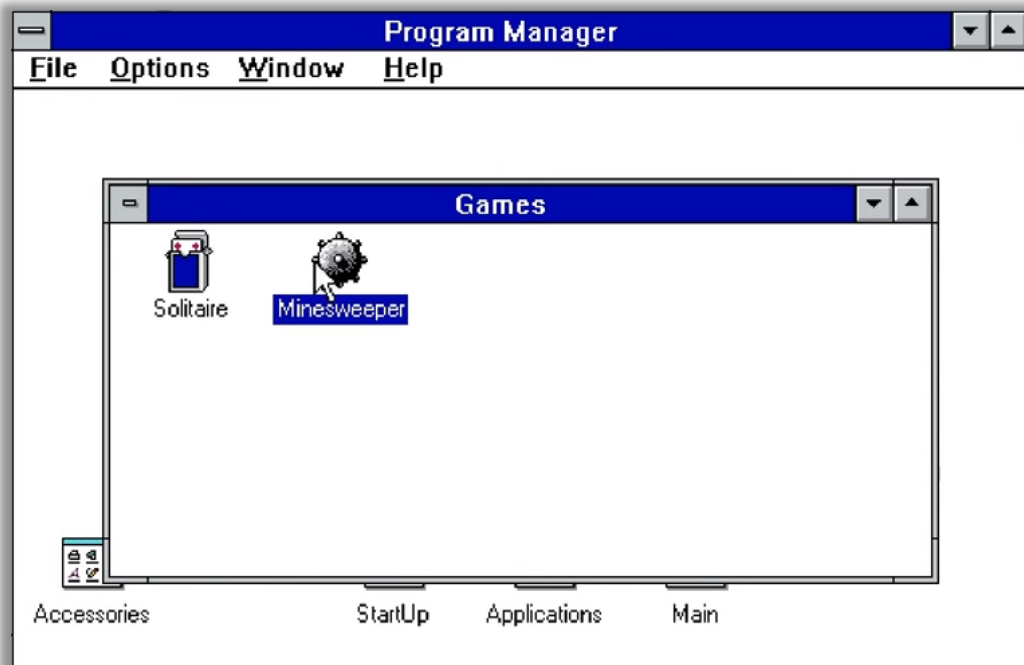 Program Manager
File Options Window Help
Games
Solitaire Minesweeper
Accessories StartUp Applications Main